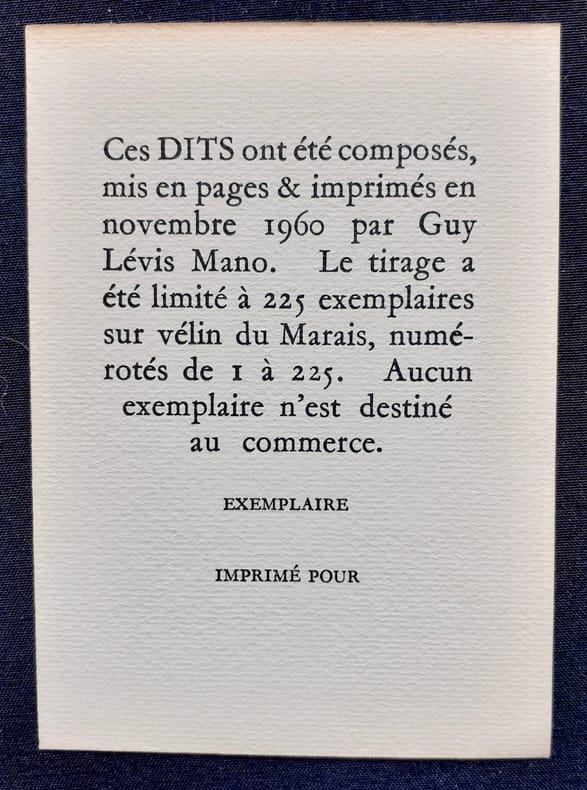 Ces DITS ont été composés,
mis en pages & imprimés en
novembre 1960 par Guy
Lévis Mano. Le tirage a
été limité à 225 exemplaires
sur vélin du Marais, numé-
rotés de 1 à 225. Aucun
exemplaire n’est destiné
au commerce.
EXEMPLAIRE
IMPRIMÉ POUR